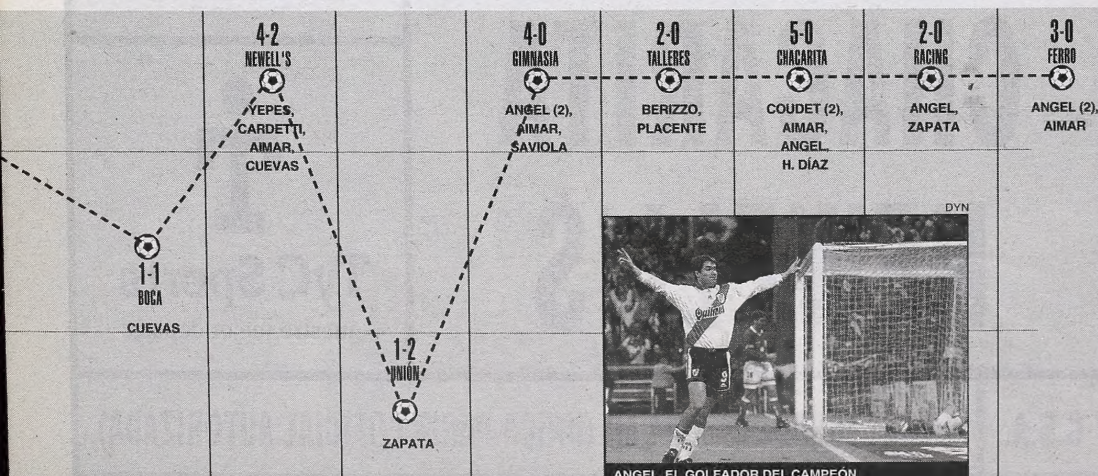 4-2
NEWELL'S
YEPES,
CARDETTI,
AIMAR,
CUEVAS
4-0
GIMNASIA
ANGEL (2),
AIMAR,
SAVIOLA
2-0
TALLERES
BERIZZO,
PLACENTE
5-0
CHACARITA
COUDET (2),
AIMAR,
ANGEL,
H. DÍAZ
2-0
RACING
ANGEL,
ZAPATA
3-0
FERRO
ANGEL (2),
AIMAR
1-1
BOCA
CUEVAS
1-2
UNIÓN
ZAPATA
DYN
Quilmes
ANGEL, EL GOLEADOR DEL CAMPEÓN